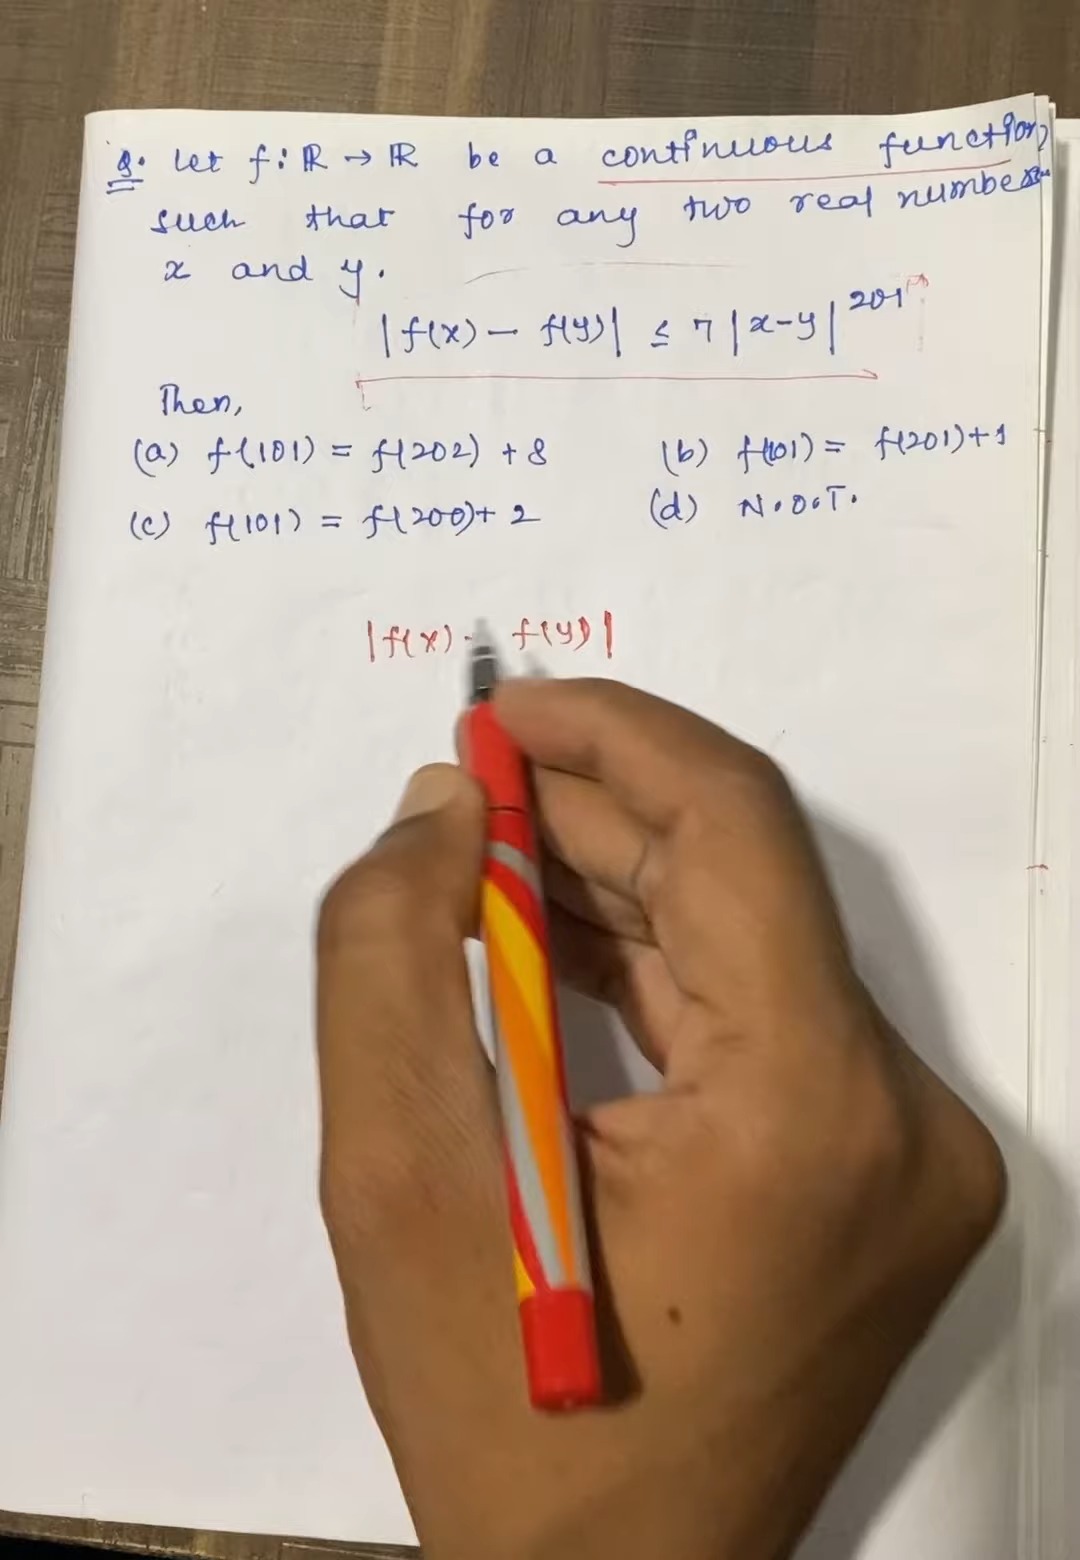 Q. Let f: ℝ → ℝ be a continuous function,
such that for any two real numbers
x and y.
|f(x) - f(y)| ≤ 7 |x-y|^201
Then,
(a) f(101) = f(202) + 8 (b) f(101) = f(201)+1
(c) f(101) = f(200)+ 2 (d) N.O.T.
|f(x) - f(y)|